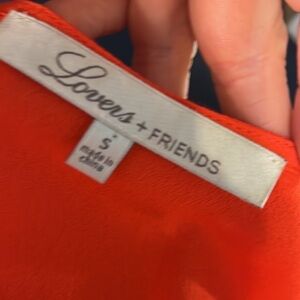 Lovers + FRIENDS
S
made in
china